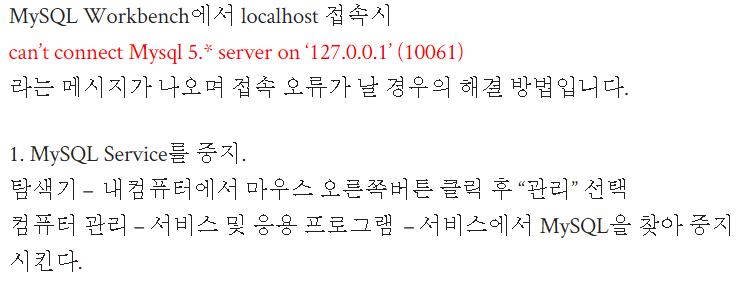 MySQL Workbench에서 localhost 접속시
can’t connect Mysql 5.* server on ‘127.0.0.1’ (10061)
라는 메시지가 나오며 접속 오류가 날 경우의 해결 방법입니다.
1. MySQL Service를 중지.
탐색기 – 내컴퓨터에서 마우스 오른쪽버튼 클릭 후 “관리” 선택
컴퓨터 관리 – 서비스 및 응용 프로그램 – 서비스에서 MySQL을 찾아 중지
시킨다.